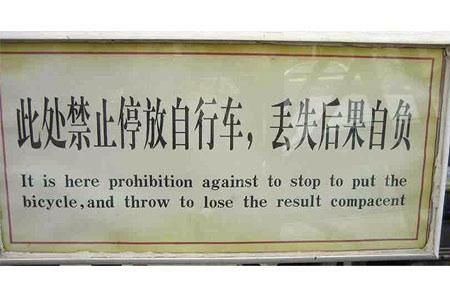 此处禁止停放自行车，丢失后果自负
It is here prohibition against to stop to put the
bicycle,and throw to lose the result compacent